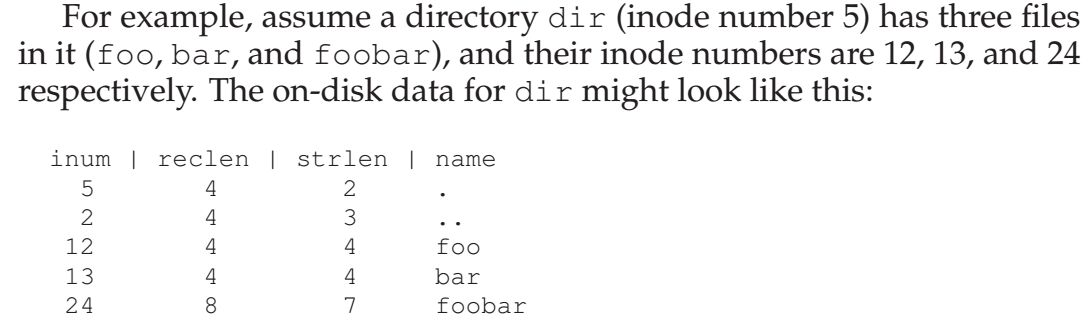 For example, assume a directory dir (inode number 5) has three files
in it (foo, bar, and foobar), and their inode numbers are 12, 13, and 24
respectively. The on-disk data for dir might look like this:
inum | reclen | strlen | name
5 4 2 .
2 4 3 ..
12 4 4 foo
13 4 4 bar
24 8 7 foobar